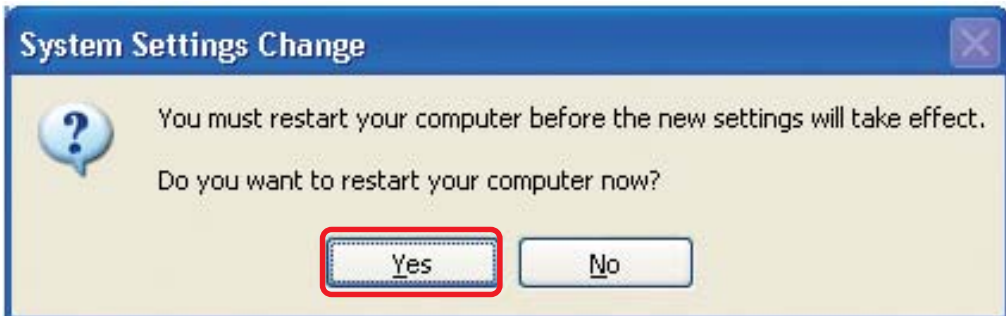 System Settings Change
You must restart your computer before the new settings will take effect.
Do you want to restart your computer now?
Yes
No